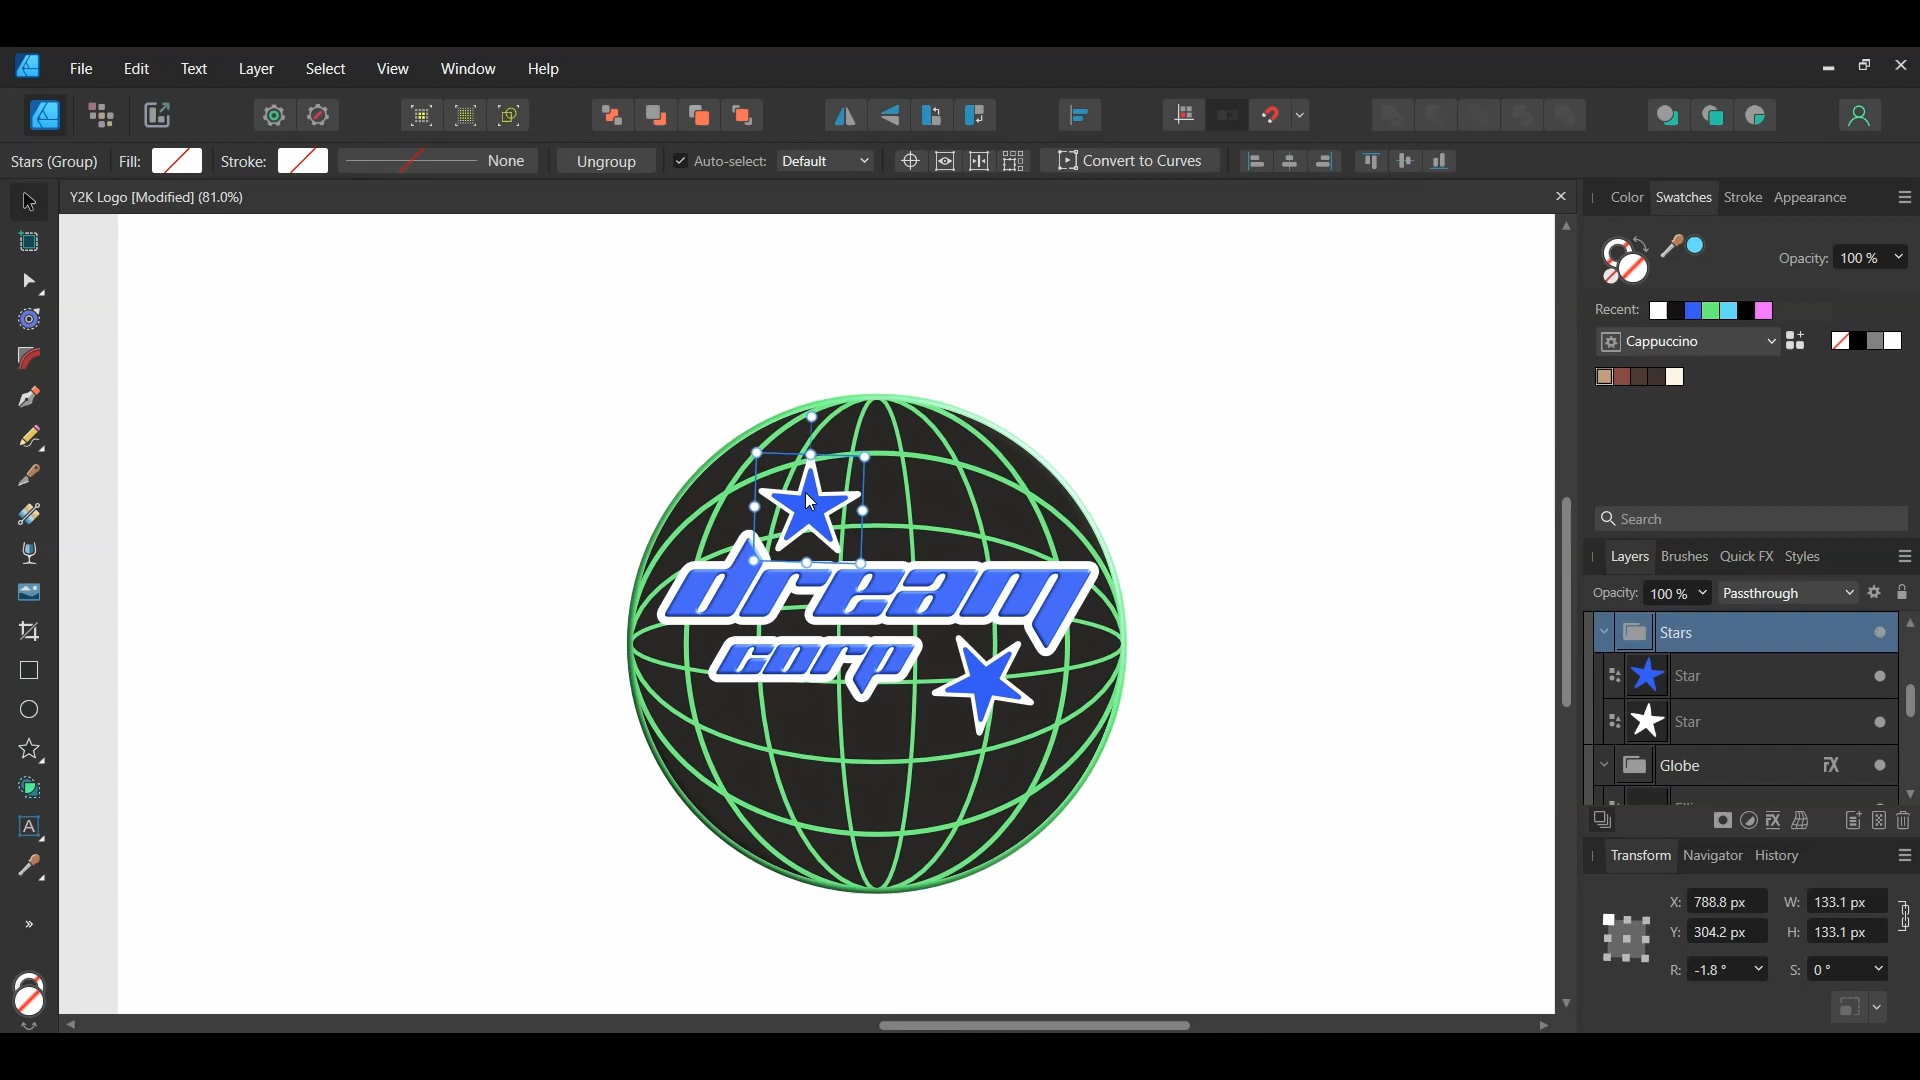 File Edit Text Layer Select View Window Help
Stars (Group) Fill: Stroke: None Ungroup Auto-select: Default Convert to Curves
Y2K Logo [Modified] (81.0%)
Color Swatches Stroke Appearance
Opacity: 100 %
Recent:
Cappuccino
Search
Layers Brushes Quick FX Styles
Opacity: 100 % Passthrough
Stars
Star
Star
Globe FX
FX
Transform Navigator History
X: 788.8 px W: 133.1 px
Y: 304.2 px H: 133.1 px
R: -1.8 ° S: 0 °
A
dream
corp